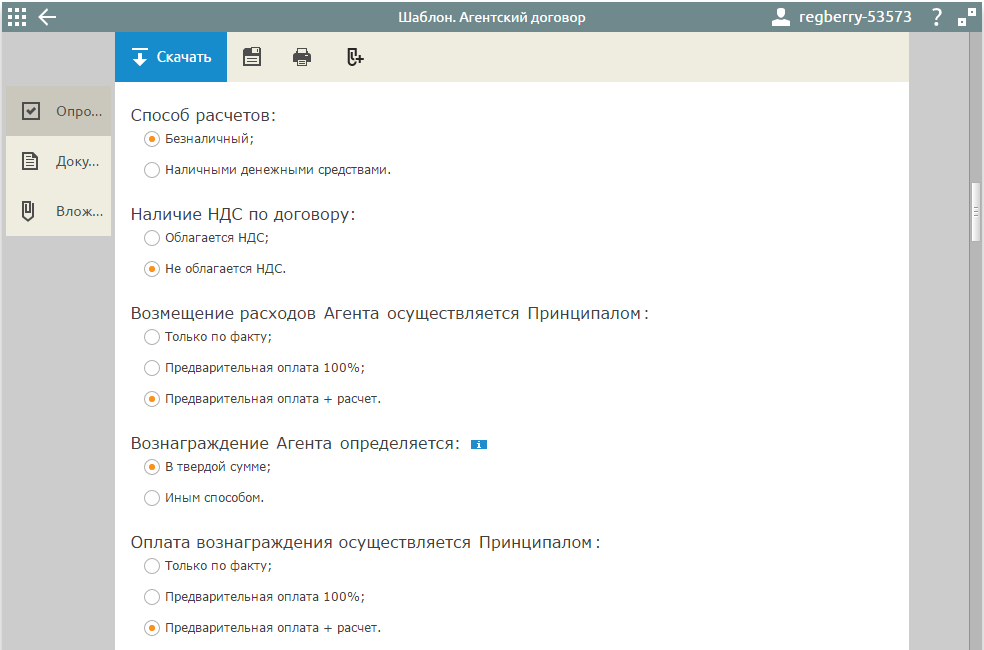 Шаблон. Агентский договор
regberry-53573
?
Скачать
Опро...
Доку...
Влож...
Способ расчетов:
Безналичный;
Наличными денежными средствами.
Наличие НДС по договору:
Облагается НДС;
Не облагается НДС.
Возмещение расходов Агента осуществляется Принципалом:
Только по факту;
Предварительная оплата 100%;
Предварительная оплата + расчет.
Вознаграждение Агента определяется: i
В твердой сумме;
Иным способом.
Оплата вознаграждения осуществляется Принципалом:
Только по факту;
Предварительная оплата 100%;
Предварительная оплата + расчет.